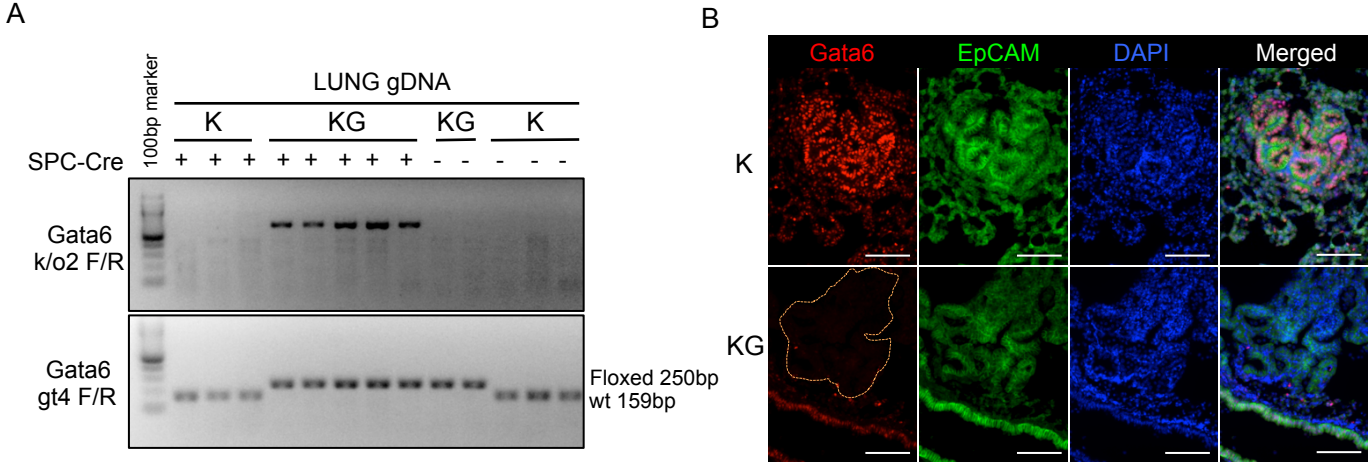 A
LUNG gDNA
100bp marker
K KG KG K
SPC-Cre + + + + + + + + - - - - -
Gata6
k/o2 F/R
Gata6
gt4 F/R
Floxed 250bp
wt 159bp
B
Gata6 EpCAM DAPI Merged
K
KG